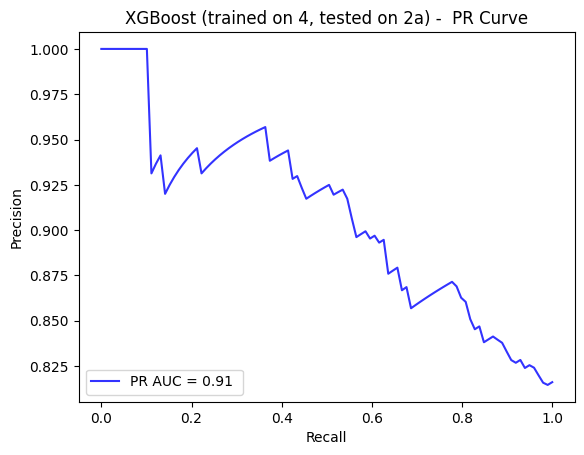 XGBoost (trained on 4, tested on 2a) -  PR Curve
1.000
0.975
0.950
0.925
0.900
0.875
0.850
0.825
Precision
PR AUC = 0.91
0.0 0.2 0.4 0.6 0.8 1.0
Recall